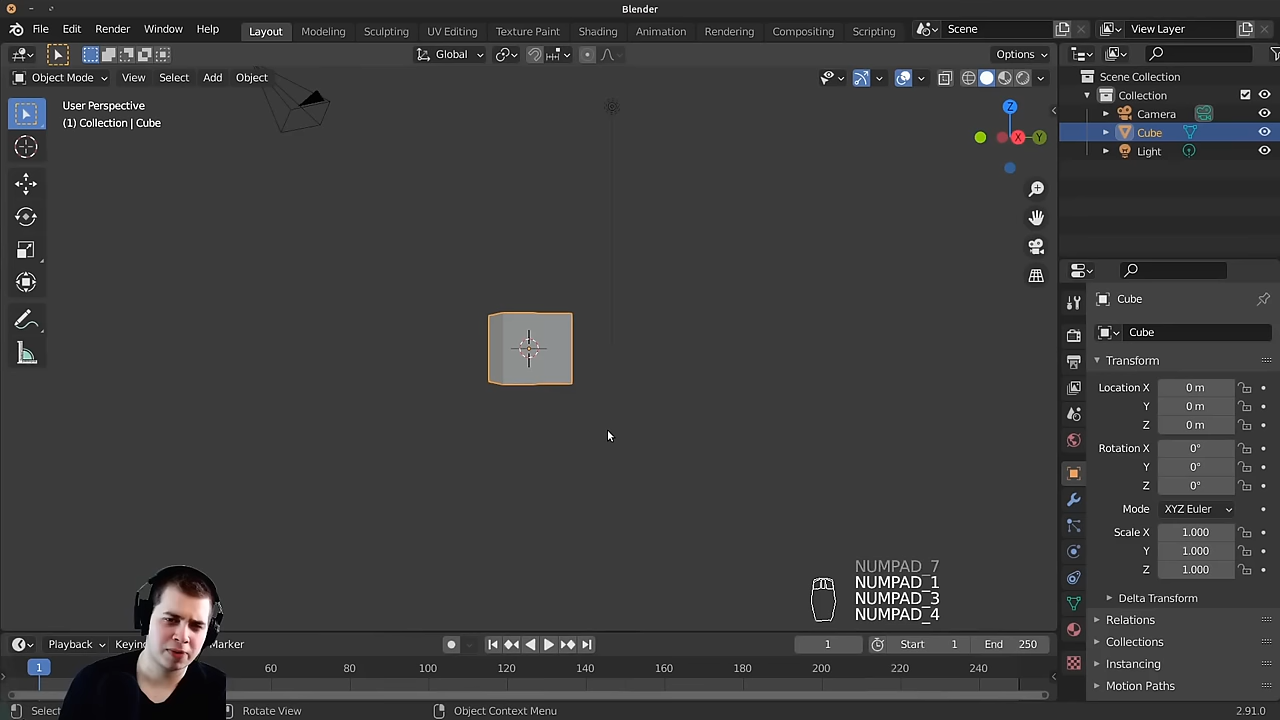 Blender
File Edit Render Window Help Layout Modeling Sculpting UV Editing Texture Paint Shading Animation Rendering Compositing Scripting Scene View Layer
Global Options
Object Mode View Select Add Object
User Perspective
(1) Collection | Cube
Z
X
Y
Scene Collection
Collection
Camera
Cube
Light
Cube
Cube
Transform
Location X 0 m
Y 0 m
Z 0 m
Rotation X 0°
Y 0°
Z 0°
Mode XYZ Euler
Scale X 1.000
Y 1.000
Z 1.000
Delta Transform
Relations
Collections
Instancing
Motion Paths
NUMPAD_7
NUMPAD_1
NUMPAD_3
NUMPAD_4
Playback Keyin Marker 1 Start 1 End 250
1 60 80 100 120 140 160 180 200 220 240
Select Rotate View Object Context Menu 2.91.0